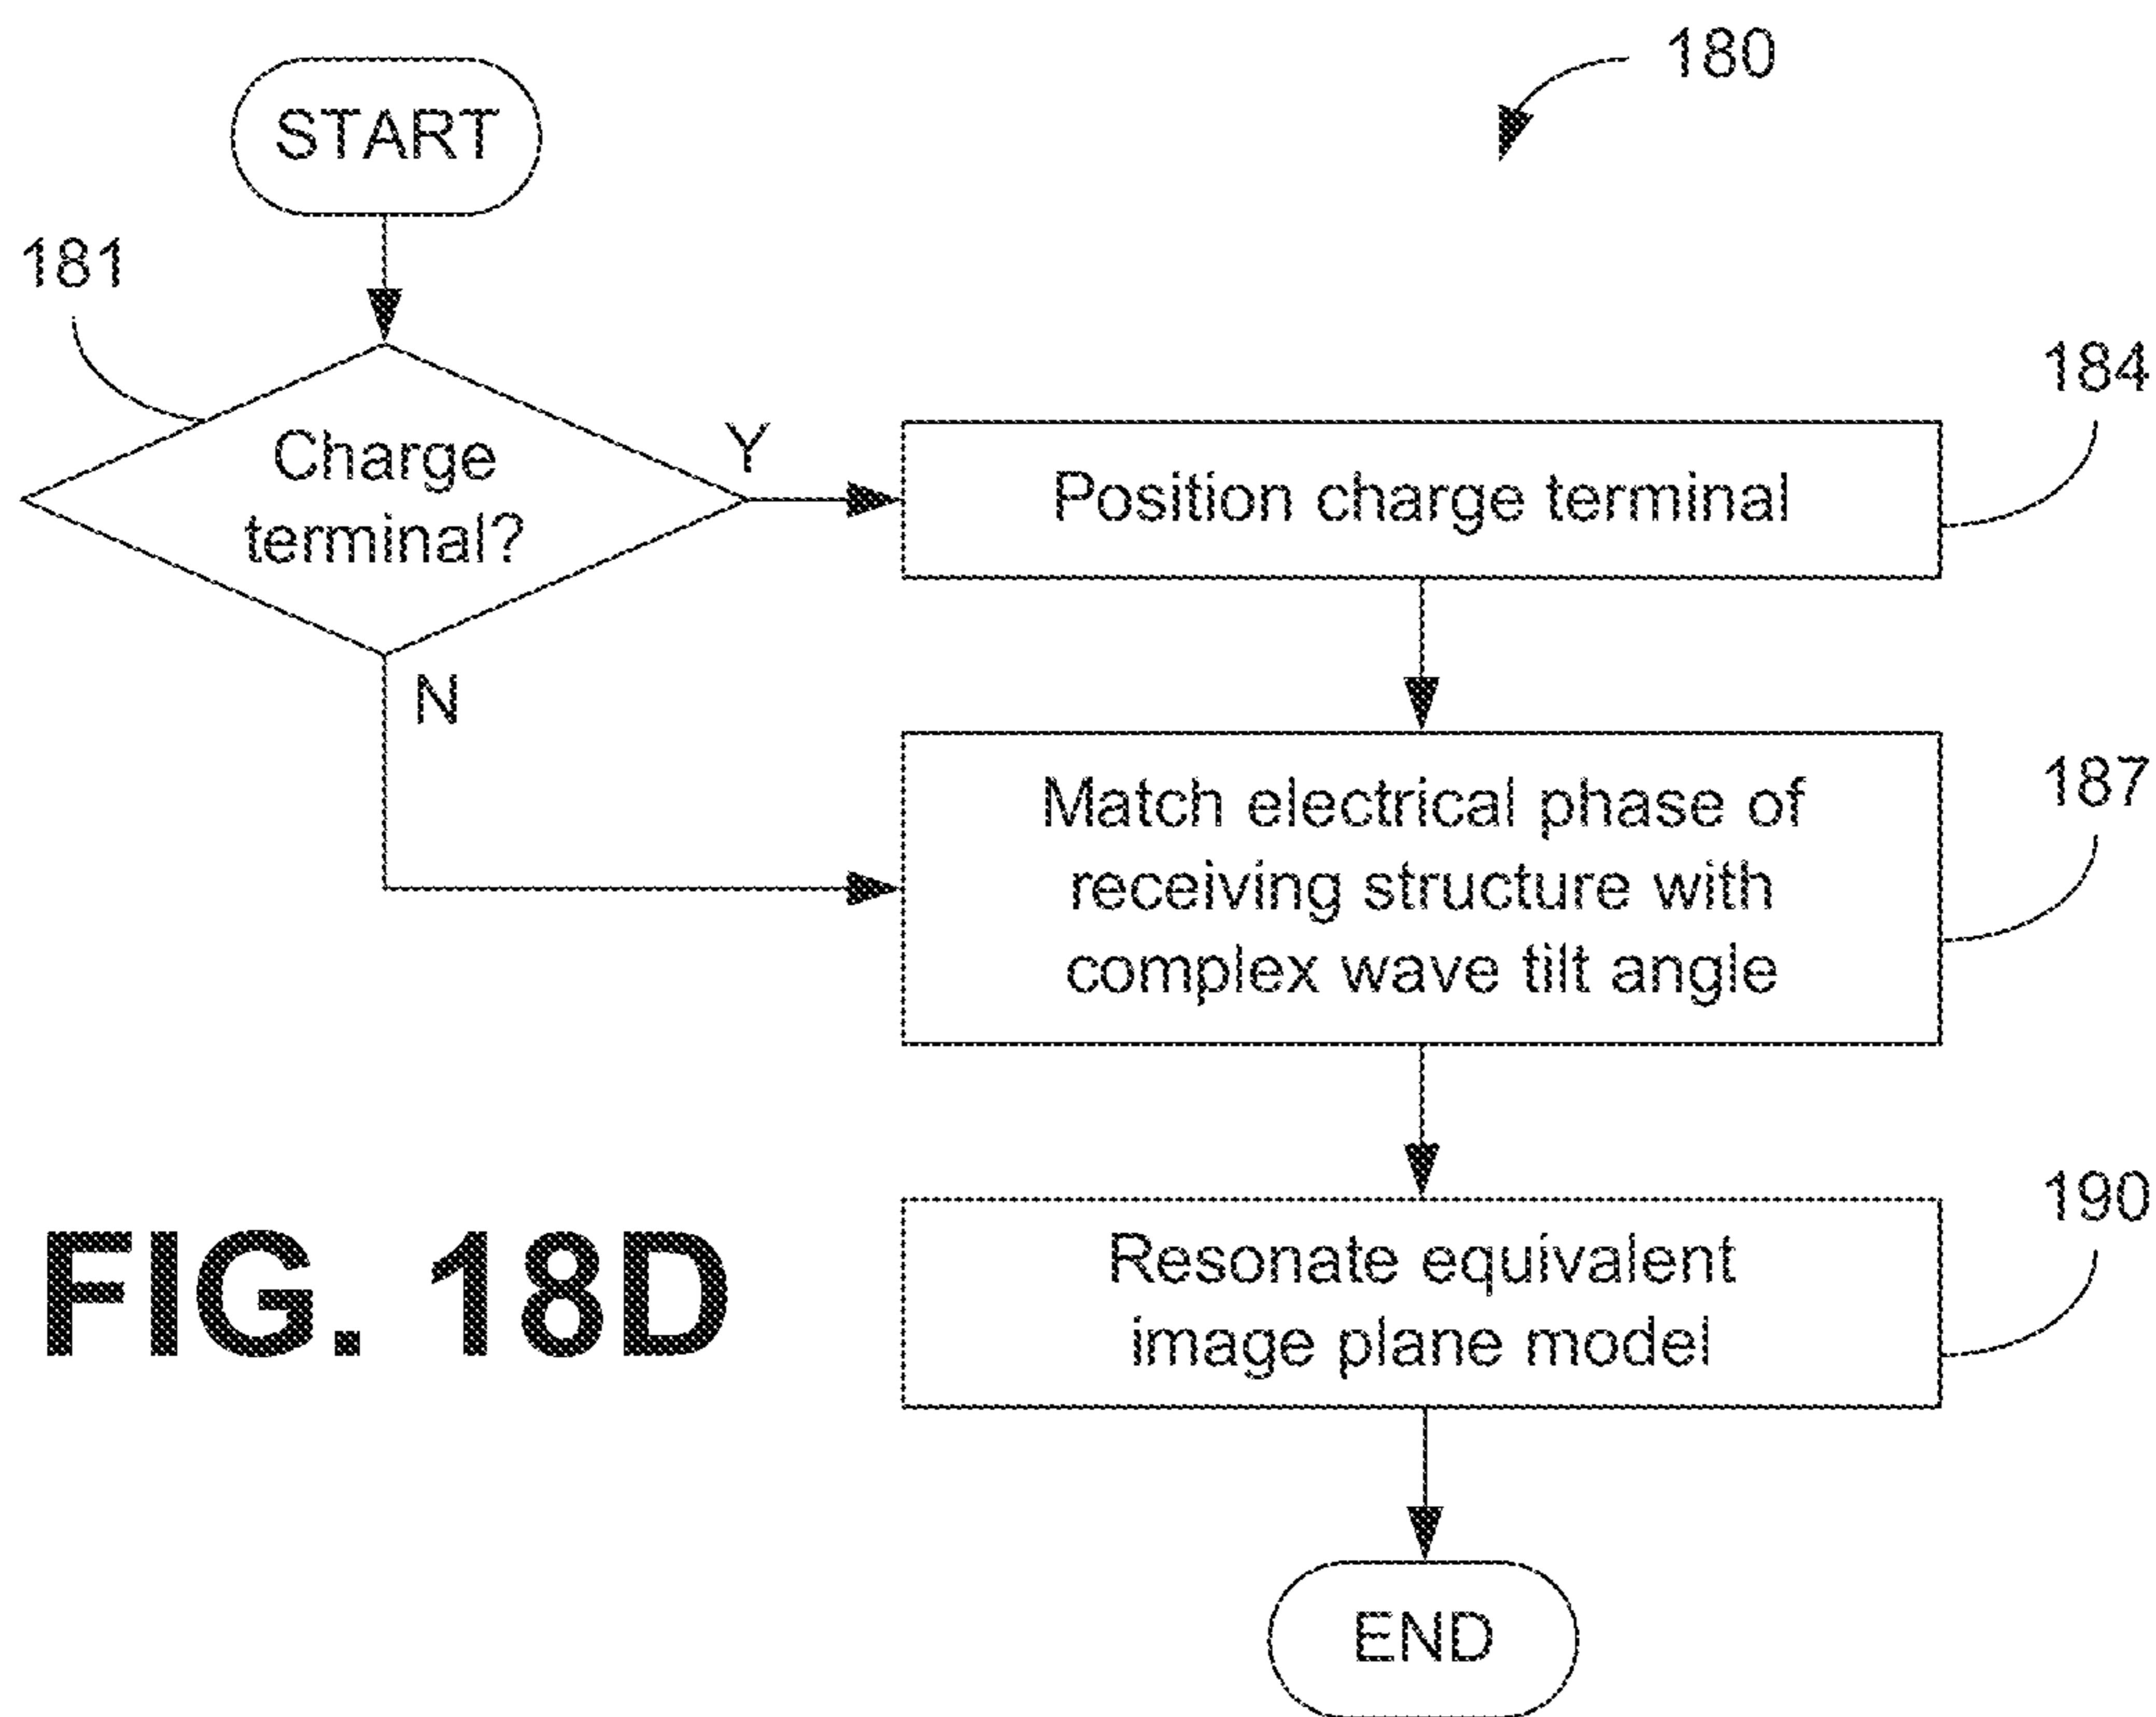 START
180
181
Charge
terminal?
Y
N
Position charge terminal
184
Match electrical phase of
receiving structure with
complex wave tilt angle
187
Resonate equivalent
image plane model
190
END
FIG. 18D